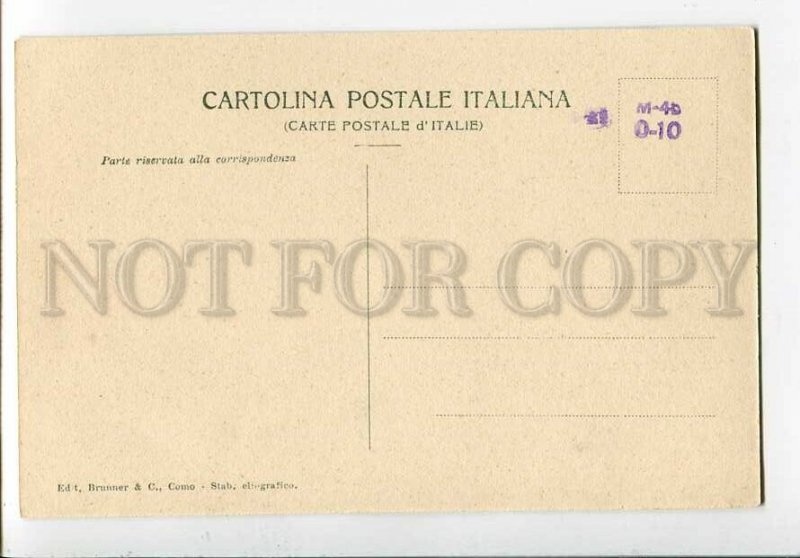 CARTOLINA POSTALE ITALIANA
(CARTE POSTALE d'ITALIE)
M-45
0-10
Parte riservata alla corrispondenza
NOT FOR COPY
Edit, Brunner & C., Como - Stab. eliografico.